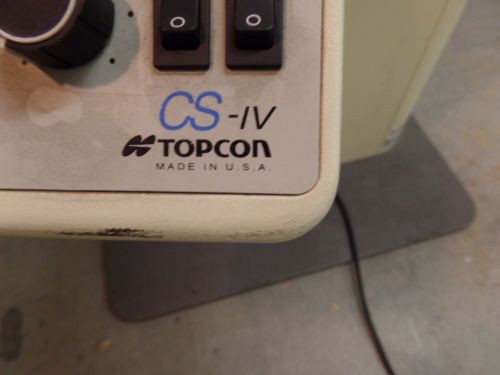 O O
CS-IV
TOPCON
MADE IN U.S.A.